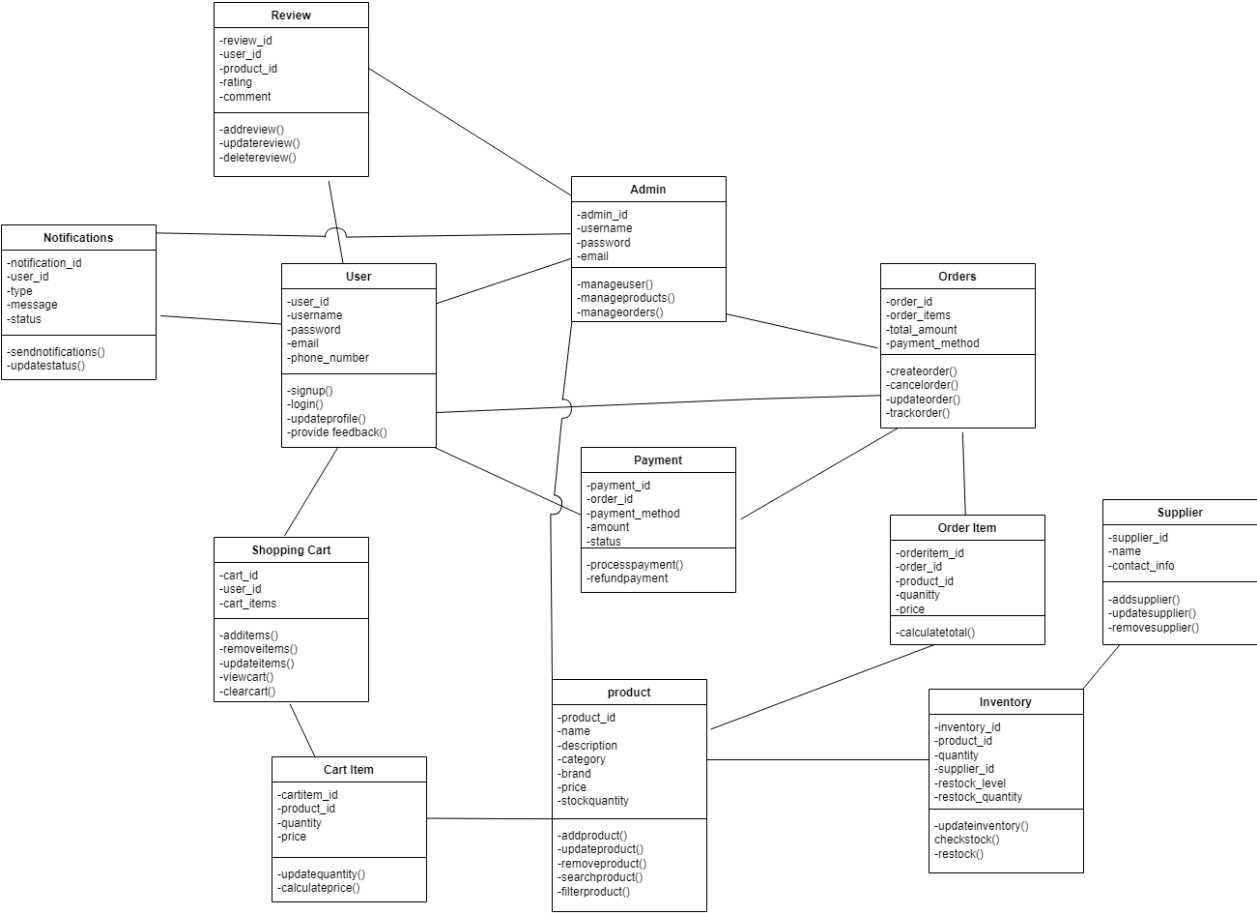 Review
-review_id
-user_id
-product_id
-rating
-comment
-addreview()
-updatereview()
-deletereview()
Admin
-admin_id
-username
-password
-email
-manageuser()
-manageproducts()
-manageorders()
Notifications
-notification_id
-user_id
-type
-message
-status
-sendnotifications()
-updatestatus()
User
-user_id
-username
-password
-email
-phone_number
-signup()
-login()
-updateprofile()
-provide feedback()
Orders
-order_id
-order_items
-total_amount
-payment_method
-createorder()
-cancelorder()
-updateorder()
-trackorder()
Payment
-payment_id
-order_id
-payment_method
-amount
-status
-processpayment()
-refundpayment
Order Item
-orderitem_id
-order_id
-product_id
-quanitty
-price
-calculatetotal()
Supplier
-supplier_id
-name
-contact_info
-addsupplier()
-updatesupplier()
-removesupplier()
Shopping Cart
-cart_id
-user_id
-cart_items
-additems()
-removeitems()
-updateitems()
-viewcart()
-clearcart()
product
-product_id
-name
-description
-category
-brand
-price
-stockquantity
-addproduct()
-updateproduct()
-removeproduct()
-searchproduct()
-filterproduct()
Inventory
-inventory_id
-product_id
-quantity
-supplier_id
-restock_level
-restock_quantity
-updateinventory()
checkstock()
-restock()
Cart Item
-cartitem_id
-product_id
-quantity
-price
-updatequantity()
-calculateprice()